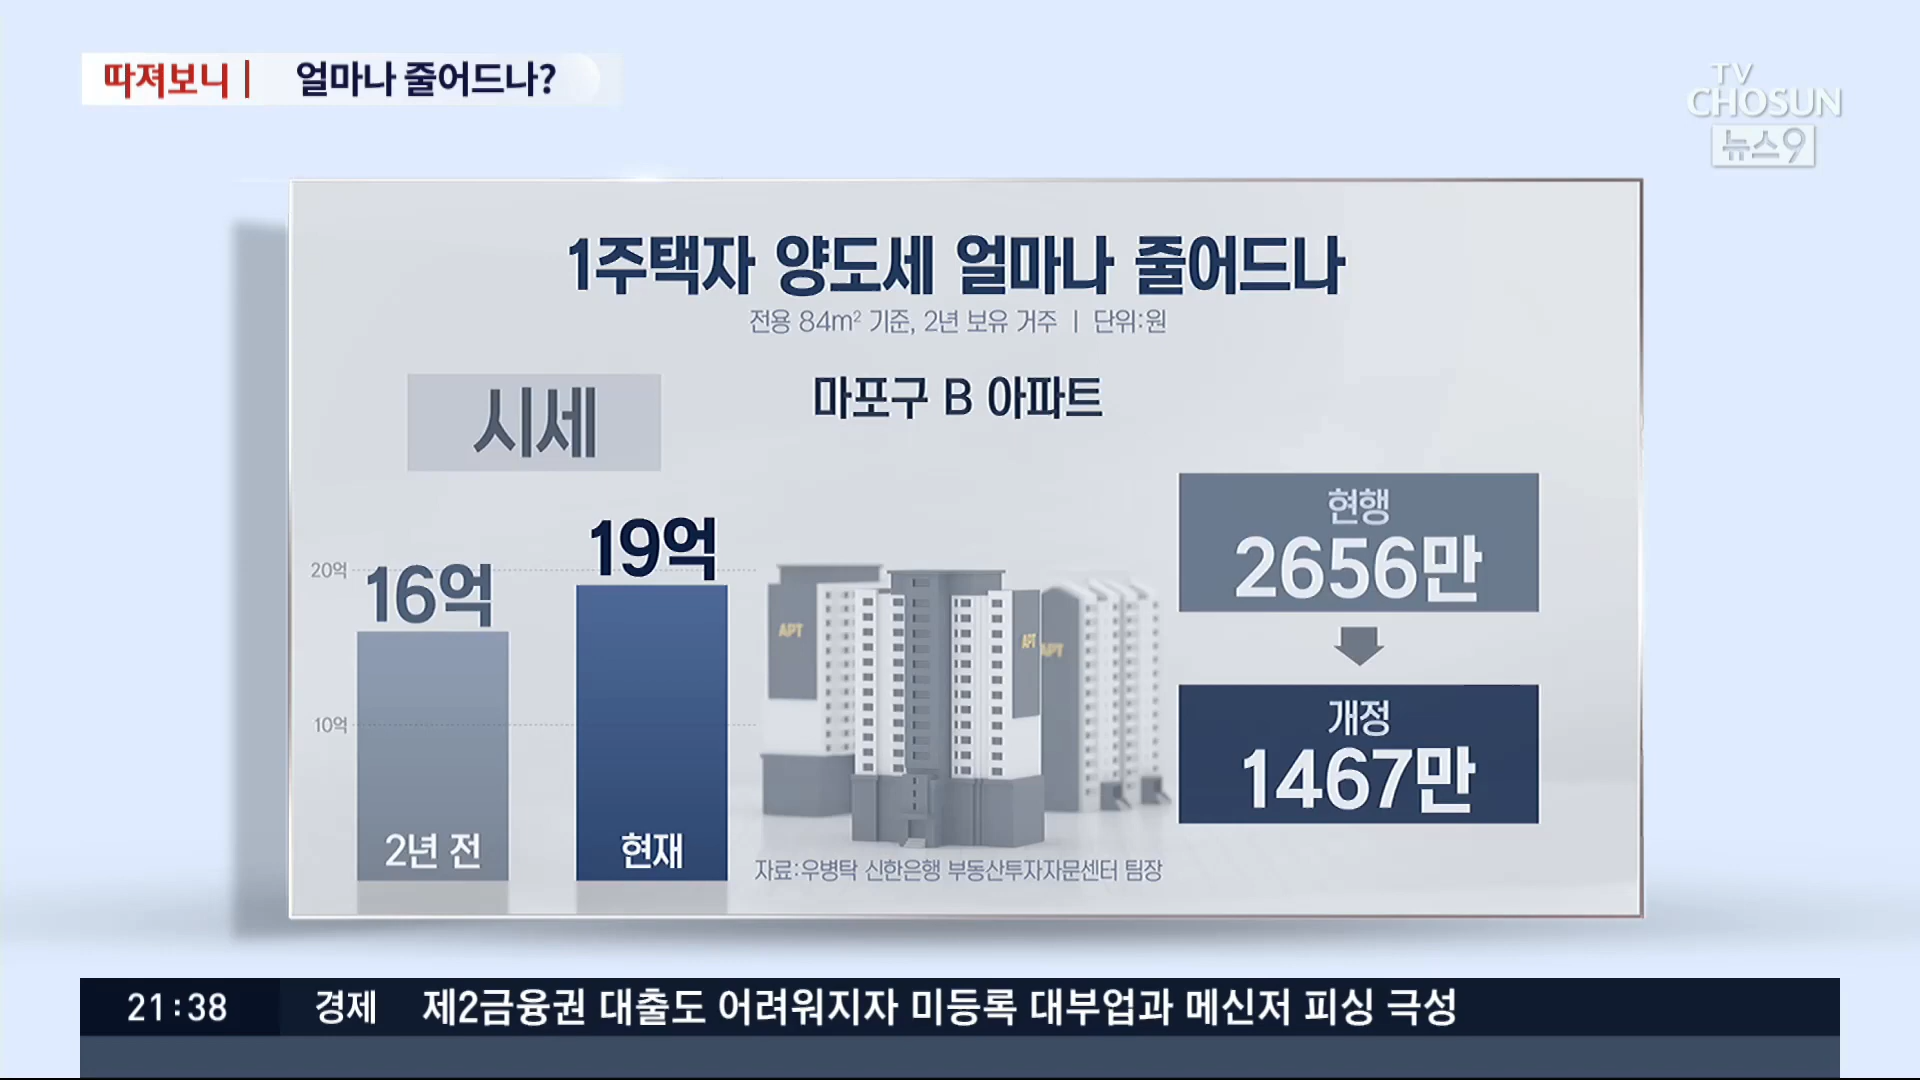 따져보니 | 얼마나 줄어드나?
TV
CHOSUN
뉴스9
1주택자 양도세 얼마나 줄어드나
전용 84m² 기준, 2년 보유 거주 | 단위:원
시세
마포구 B 아파트
20억
10억
16억
2년 전
19억
현재
APT
APT
APT
현행
2656만
개정
1467만
자료:우병탁 신한은행 부동산투자자문센터 팀장
21:38 경제 제2금융권 대출도 어려워지자 미등록 대부업과 메신저 피싱 극성